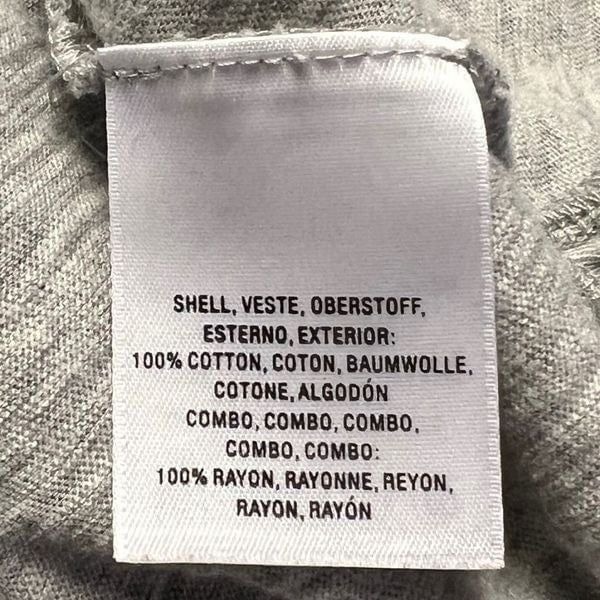 SHELL, VESTE, OBERSTOFF,
ESTERNO, EXTERIOR:
100% COTTON, COTON, BAUMWOLLE,
COTONE, ALGODÓN
COMBO, COMBO, COMBO,
COMBO, COMBO:
100% RAYON, RAYONNE, REYON,
RAYON, RAYÓN